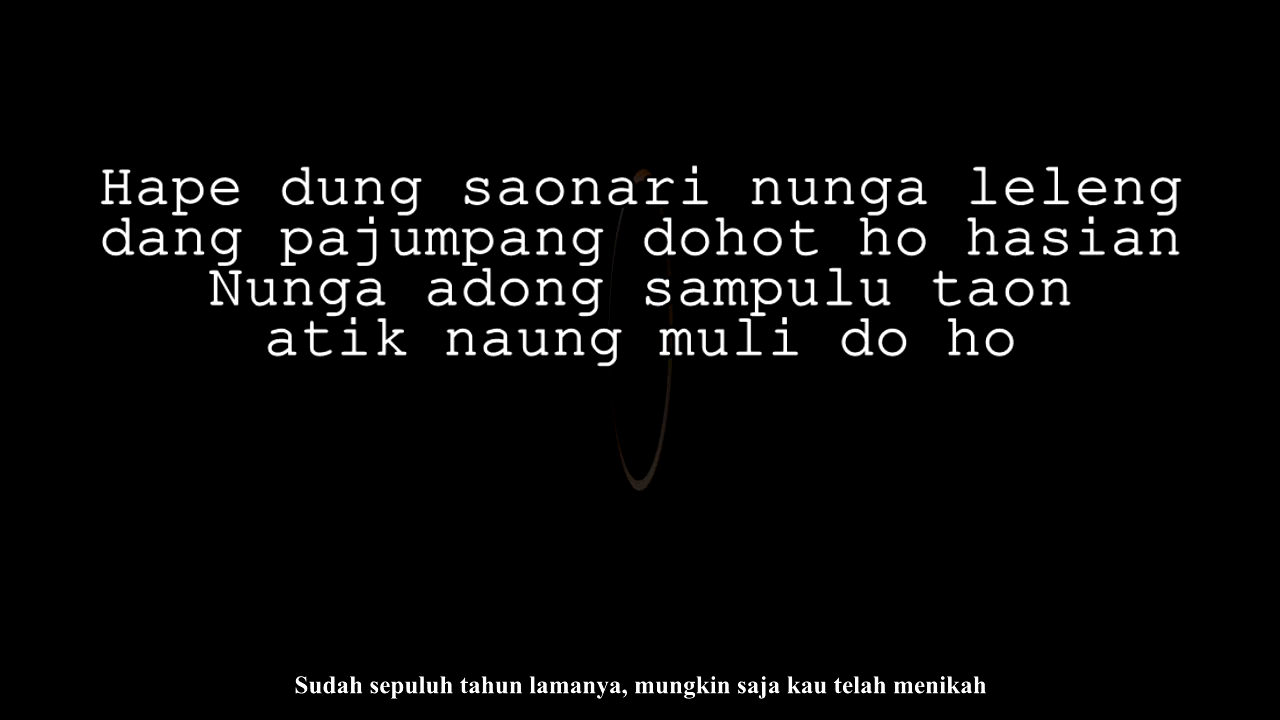 Hape dung saonari nunga leleng
dang pajumpang dohot ho hasian
Nunga adong sampulu taon
atik naung muli do ho
Sudah sepuluh tahun lamanya, mungkin saja kau telah menikah